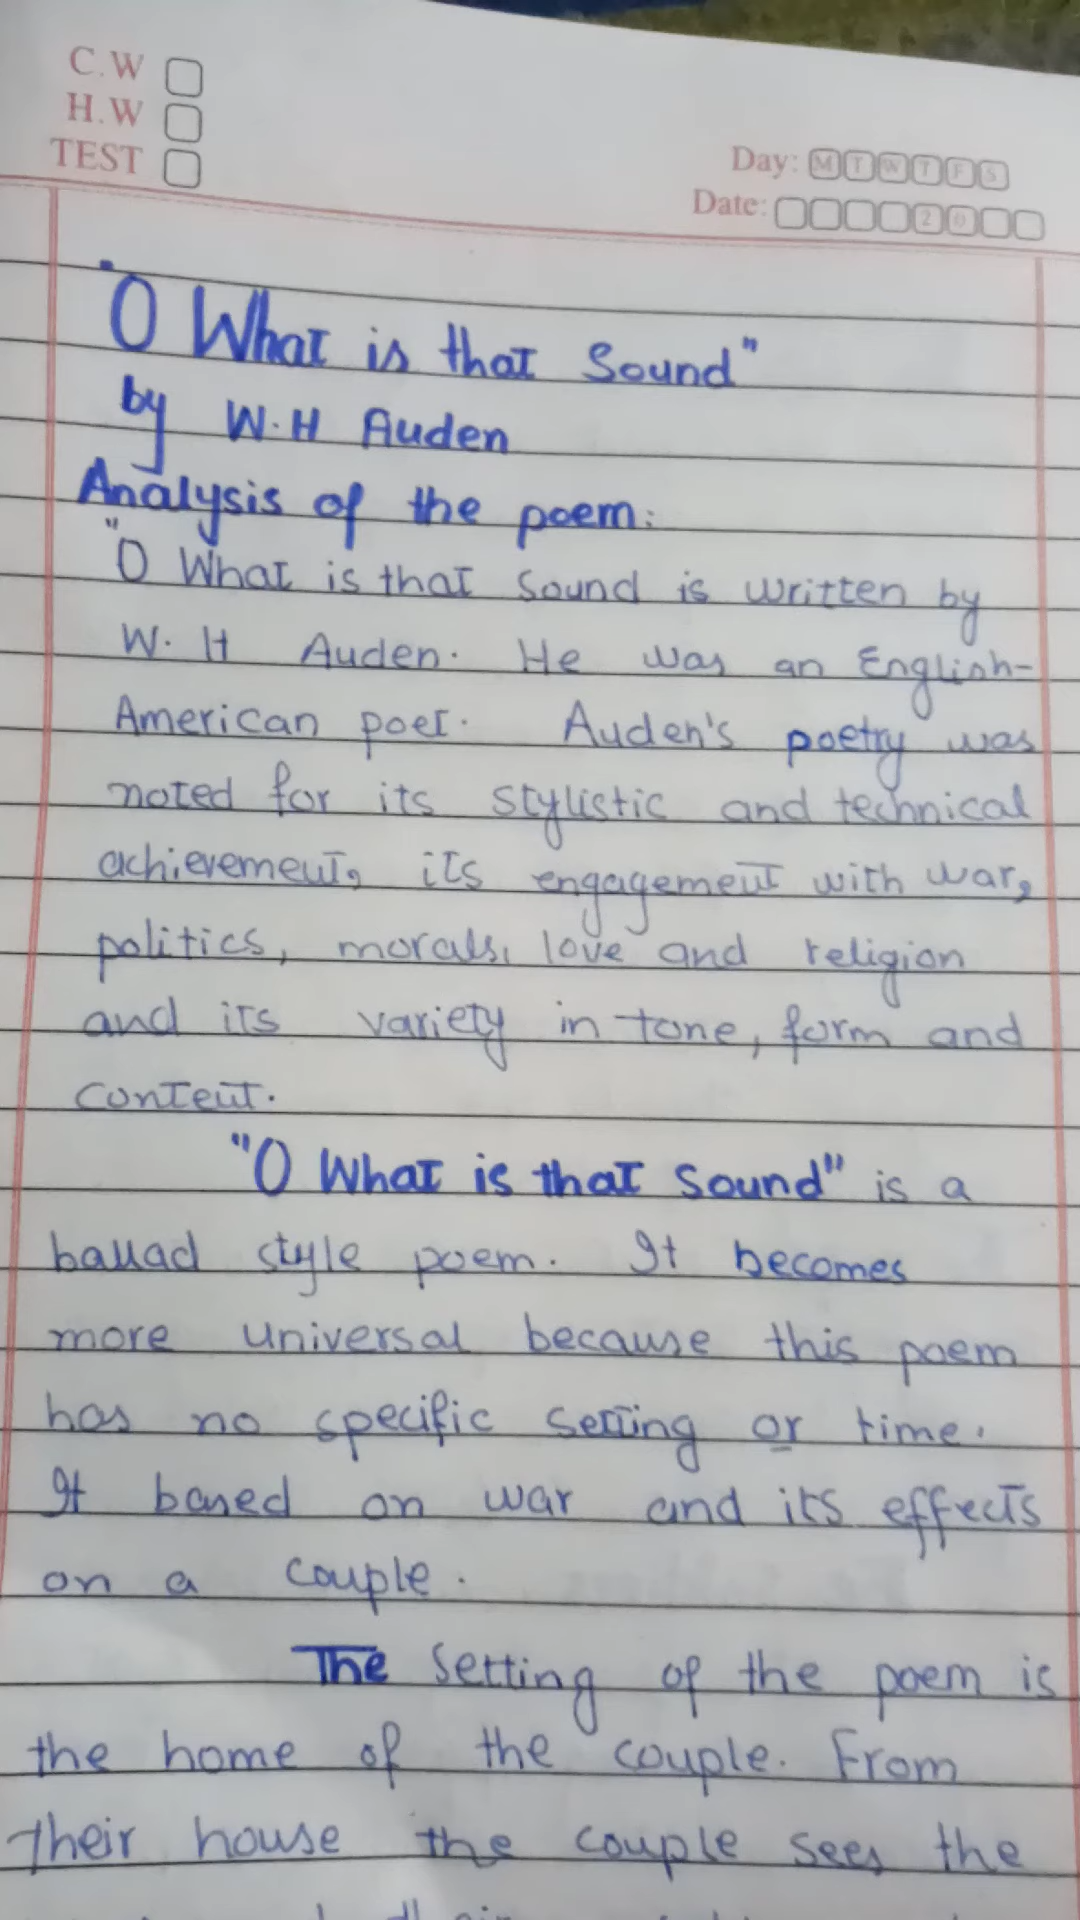 C.W
H.W
TEST
Day: M T W T F S
Date: 2 0
"O What is that Sound"
by W.H Auden
Analysis of the poem:
"O What is that Sound is written by
W. H Auden. He was an English-
American poet. Auden's poetry was
noted for its stylistic and technical
achievement, its engagement with war,
politics, morals, love and religion
and its variety in tone, form and
content.
"O What is that Sound" is a
ballad style poem. It becomes
more universal because this poem
has no specific setting or time.
It based on war and its effects
on a couple.
The setting of the poem is
the home of the couple. From
their house the couple sees the